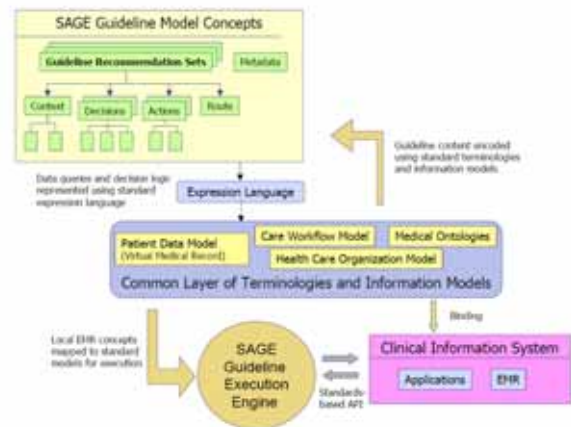 SAGE Guideline Model Concepts
Guideline Recommendation Sets
Metadata
Context
Decisions
Actions
Route
Data queries and decision logic
represented using standard
expression language
Expression Language
Guideline content encoded
using standard terminologies
and information models
Patient Data Model
(Virtual Medical Record)
Care Workflow Model
Medical Ontologies
Health Care Organization Model
Common Layer of Terminologies and Information Models
Local EMR concepts
mapped to standard
models for execution
SAGE
Guideline
Execution
Engine
Standards-
based API
Binding
Clinical Information System
Applications
EMR